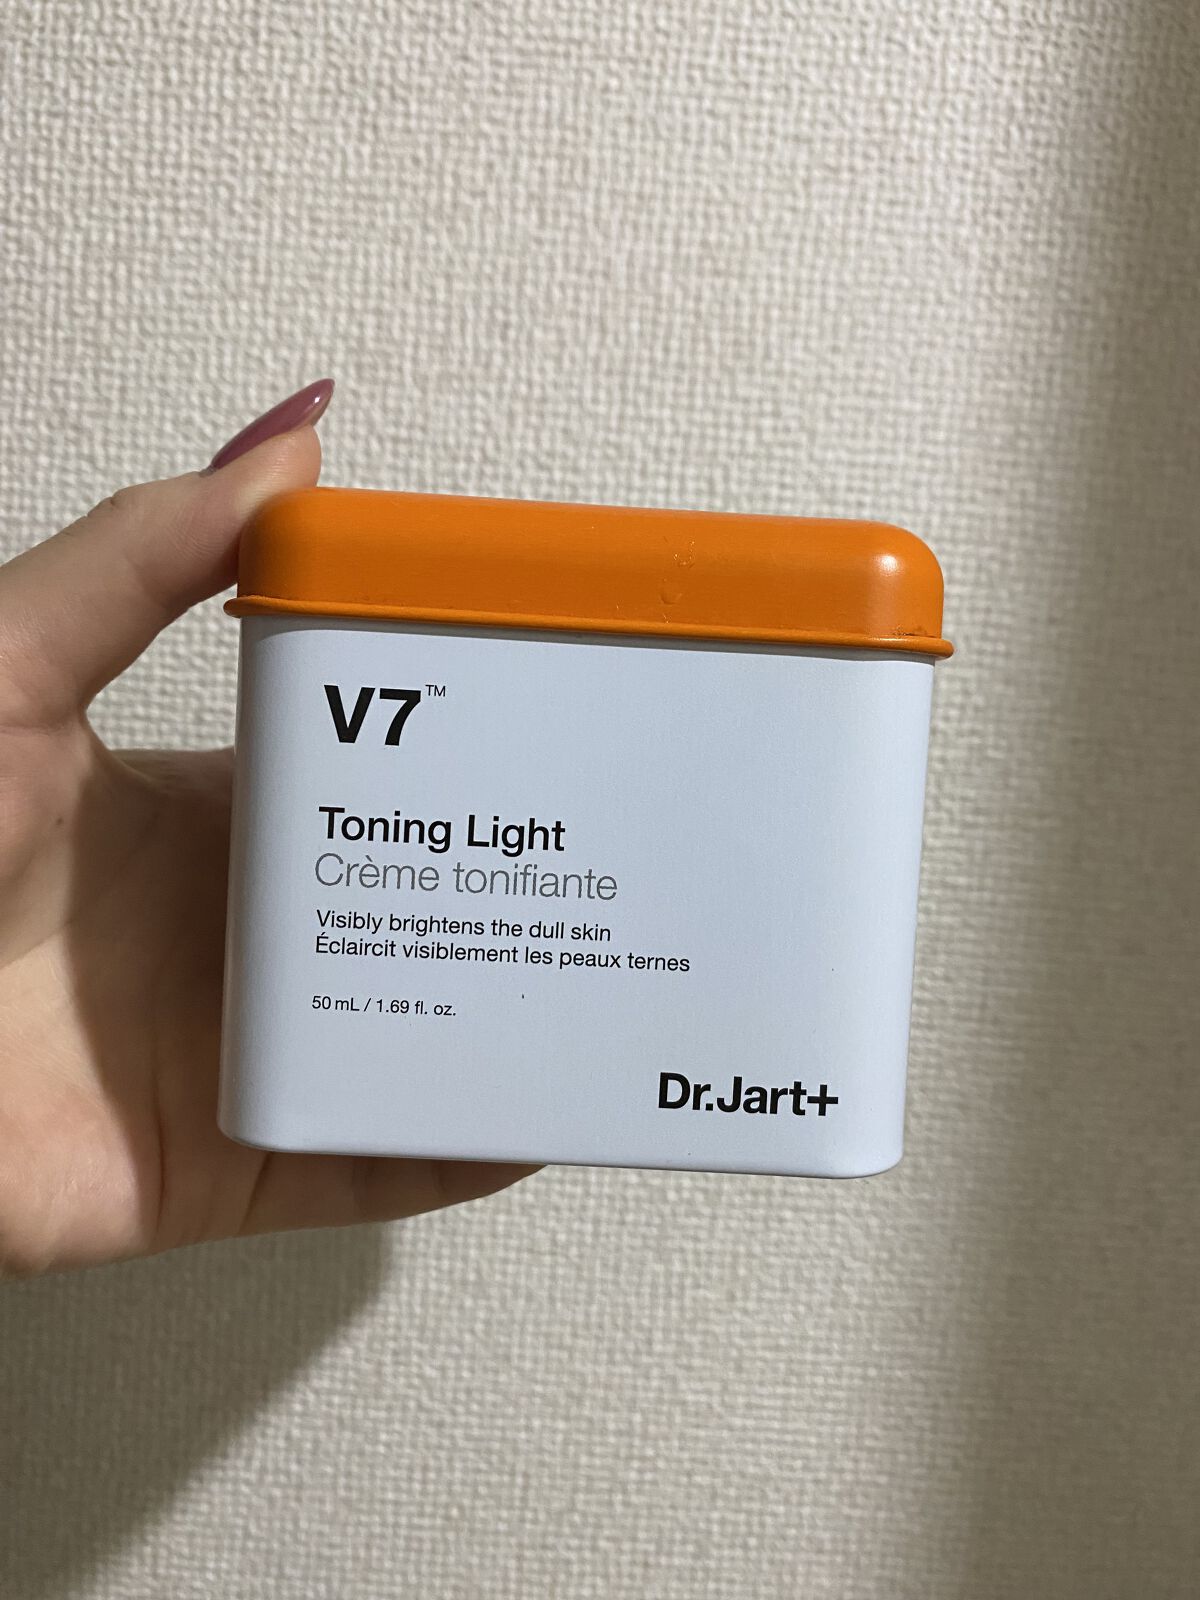 V7™
Toning Light
Crème tonifiante
Visibly brightens the dull skin
Éclaircit visiblement les peaux ternes
50 mL / 1.69 fl. oz.
Dr.Jart+